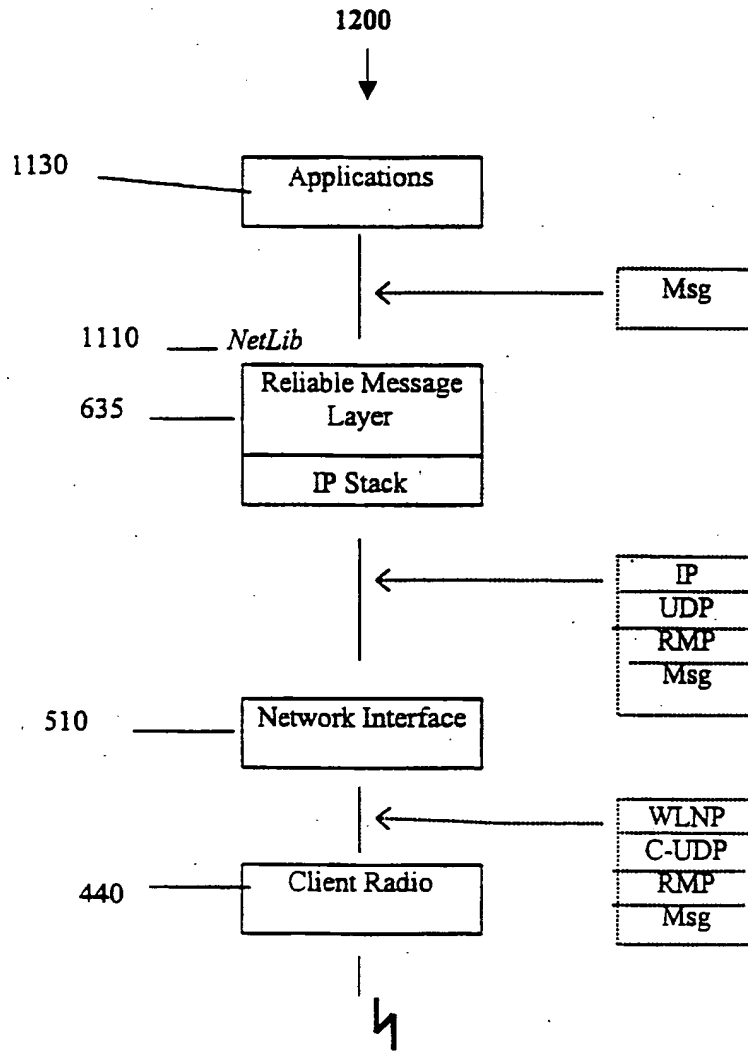 1200
1130
Applications
Msg
1110
NetLib
635
Reliable Message
Layer
IP Stack
IP
UDP
RMP
Msg
510
Network Interface
WLNP
C-UDP
RMP
Msg
440
Client Radio